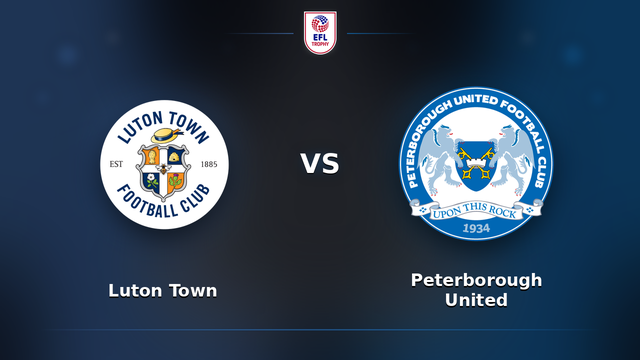 EFL
TROPHY
LUTON TOWN
EST 1885
FOOTBALL CLUB
VS
PETERBOROUGH UNITED FOOTBALL CLUB
UPON THIS ROCK
1934
Luton Town
Peterborough
United